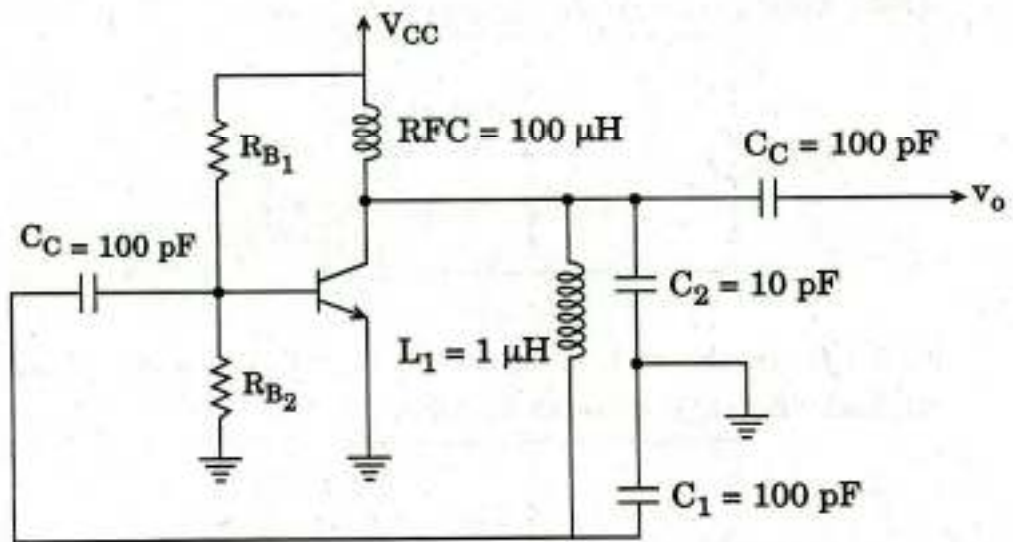 V_CC
RFC = 100 μH
R_B1
C_C = 100 pF
v_o
C_C = 100 pF
C_2 = 10 pF
L_1 = 1 μH
R_B2
C_1 = 100 pF